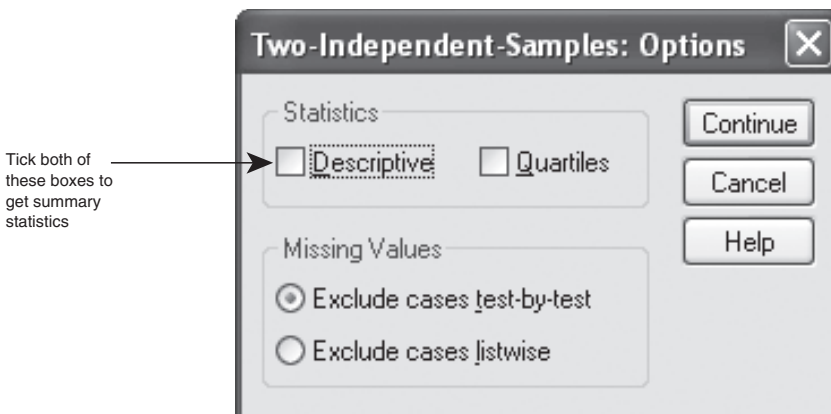 Two-Independent-Samples: Options
Statistics
Descriptive
Quartiles
Continue
Cancel
Help
Tick both of
these boxes to
get summary
statistics
Missing Values
Exclude cases test-by-test
Exclude cases listwise